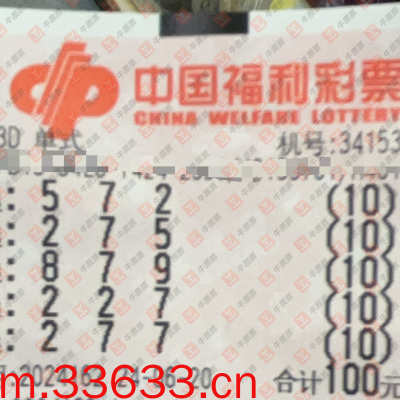 中国福利彩票
CHINA WELFARE LOTTERY
3D 单式 机号:34153
: 5 7 2 (10)
: 2 7 5 (10)
: 8 7 9 (10)
: 2 2 7 (10)
: 2 7 7 (10)
合计100元
m.33633.cn